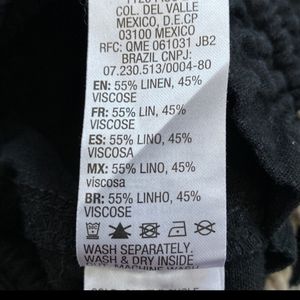 COL. DEL VALLE
MEXICO, D.E.CP
03100 MEXICO
RFC: QME 061031 JB2
BRAZIL CNPJ:
07.230.513/0004-80
EN: 55% LINEN, 45%
VISCOSE
FR: 55% LIN, 45%
VISCOSE
ES: 55% LINO, 45%
VISCOSA
MX: 55% LINO, 45%
viscosa
BR: 55% LINHO, 45%
VISCOSE
WASH SEPARATELY.
WASH & DRY INSIDE
MACHINE WASH